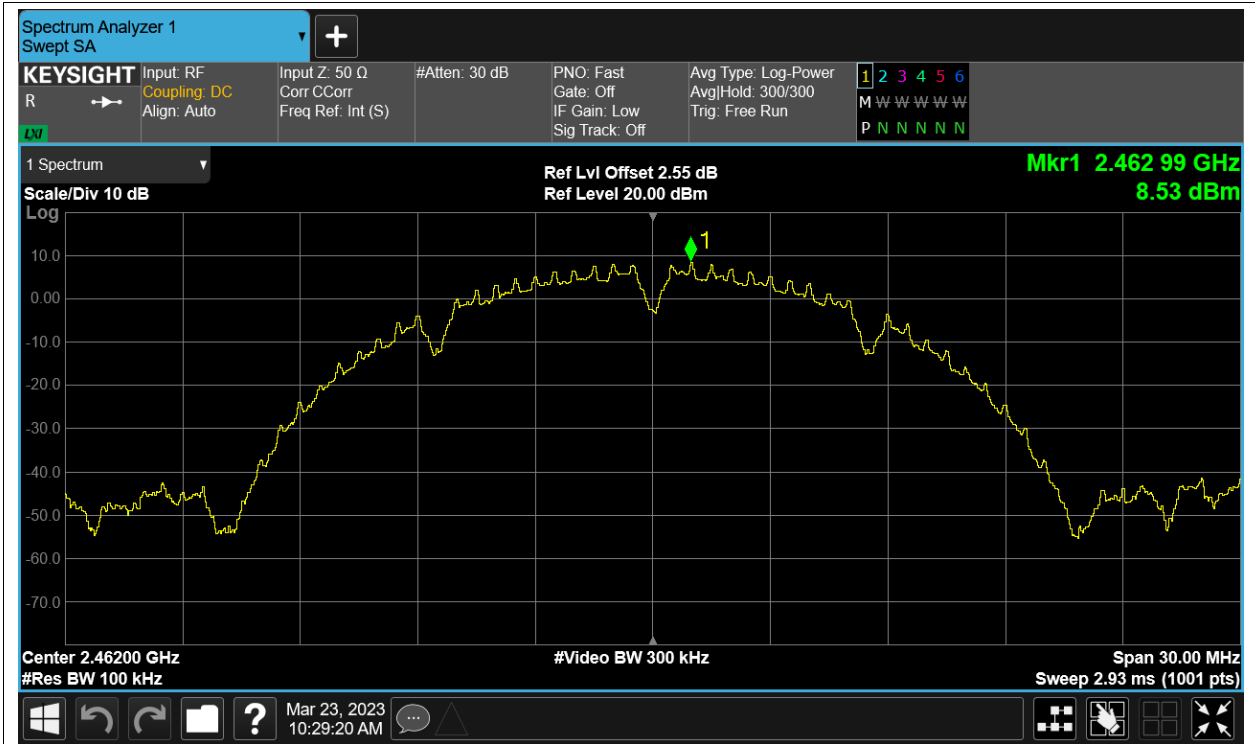 Spectrum Analyzer 1
Swept SA
+
KEYSIGHT
R
LXI
Input: RF
Coupling: DC
Align: Auto
Input Z: 50 Ω
Corr CCorr
Freq Ref: Int (S)
#Atten: 30 dB
PNO: Fast
Gate: Off
IF Gain: Low
Sig Track: Off
Avg Type: Log-Power
Avg|Hold: 300/300
Trig: Free Run
1 2 3 4 5 6
M W W W W W
P N N N N N
1 Spectrum
Scale/Div 10 dB
Log
Ref Lvl Offset 2.55 dB
Ref Level 20.00 dBm
Mkr1 2.462 99 GHz
8.53 dBm
1
10.0
0.00
-10.0
-20.0
-30.0
-40.0
-50.0
-60.0
-70.0
Center 2.46200 GHz
#Res BW 100 kHz
#Video BW 300 kHz
Span 30.00 MHz
Sweep 2.93 ms (1001 pts)
?
Mar 23, 2023
10:29:20 AM